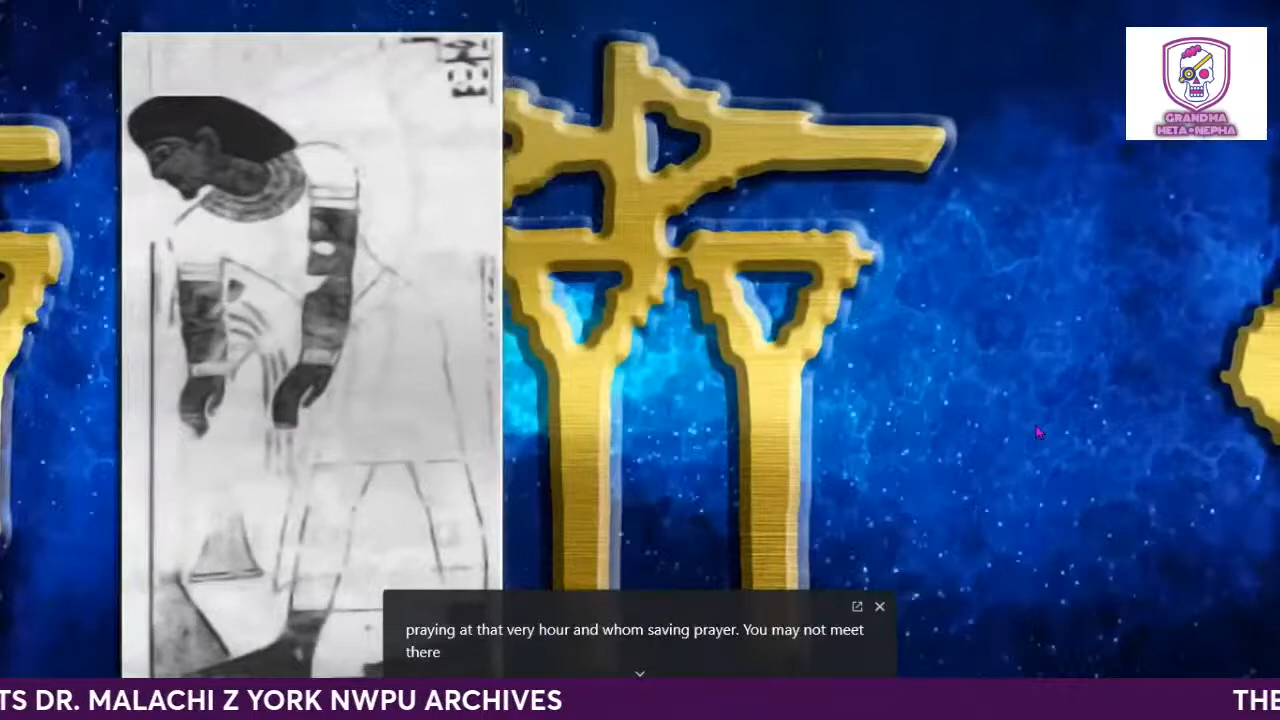 GRANDMA
META•NEPHA
praying at that very hour and whom saving prayer. You may not meet
there
TS DR. MALACHI Z YORK NWPU ARCHIVES
THE